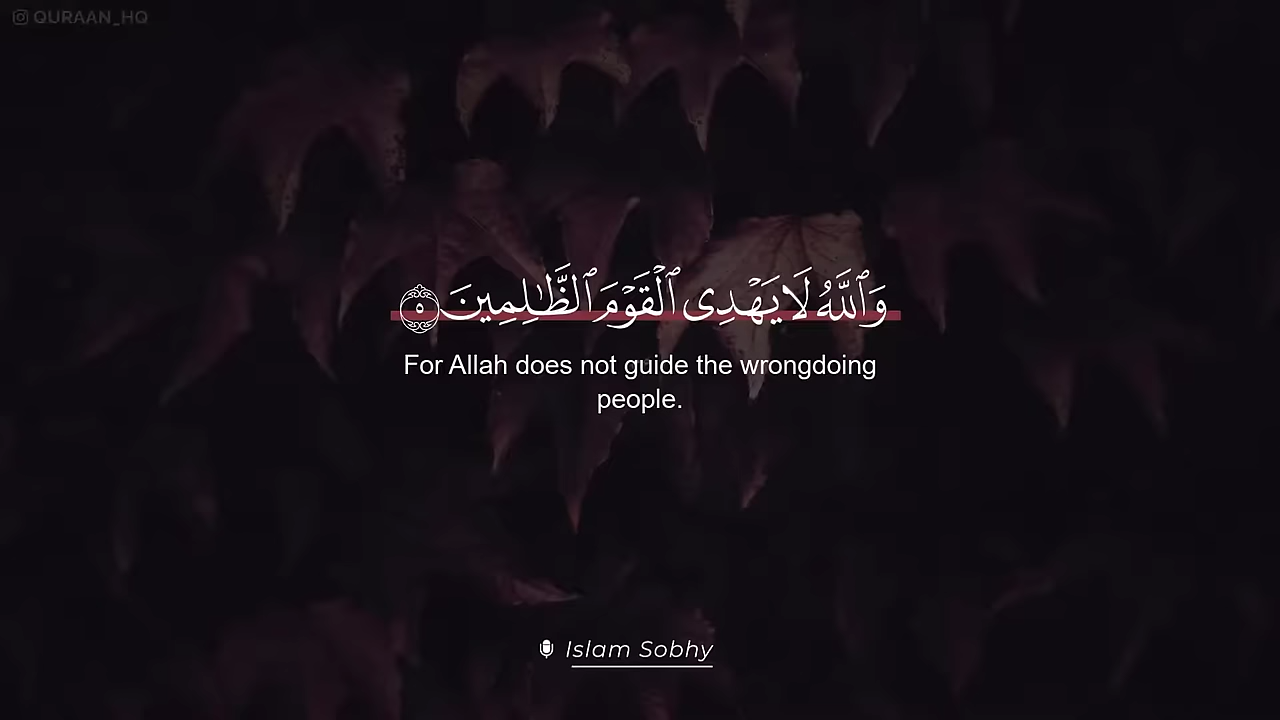 QURAAN_HQ
وَٱللَّهُ لَا يَهْدِى ٱلْقَوْمَ ٱلظَّـٰلِمِينَ ٥
For Allah does not guide the wrongdoing
people.
Islam Sobhy